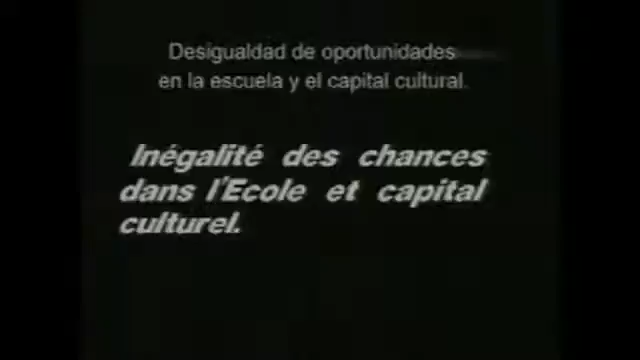 Desigualdad de oportunidades
en la escuela y el capital cultural.
Inégalité des chances
dans l'Ecole et capital
culturel.